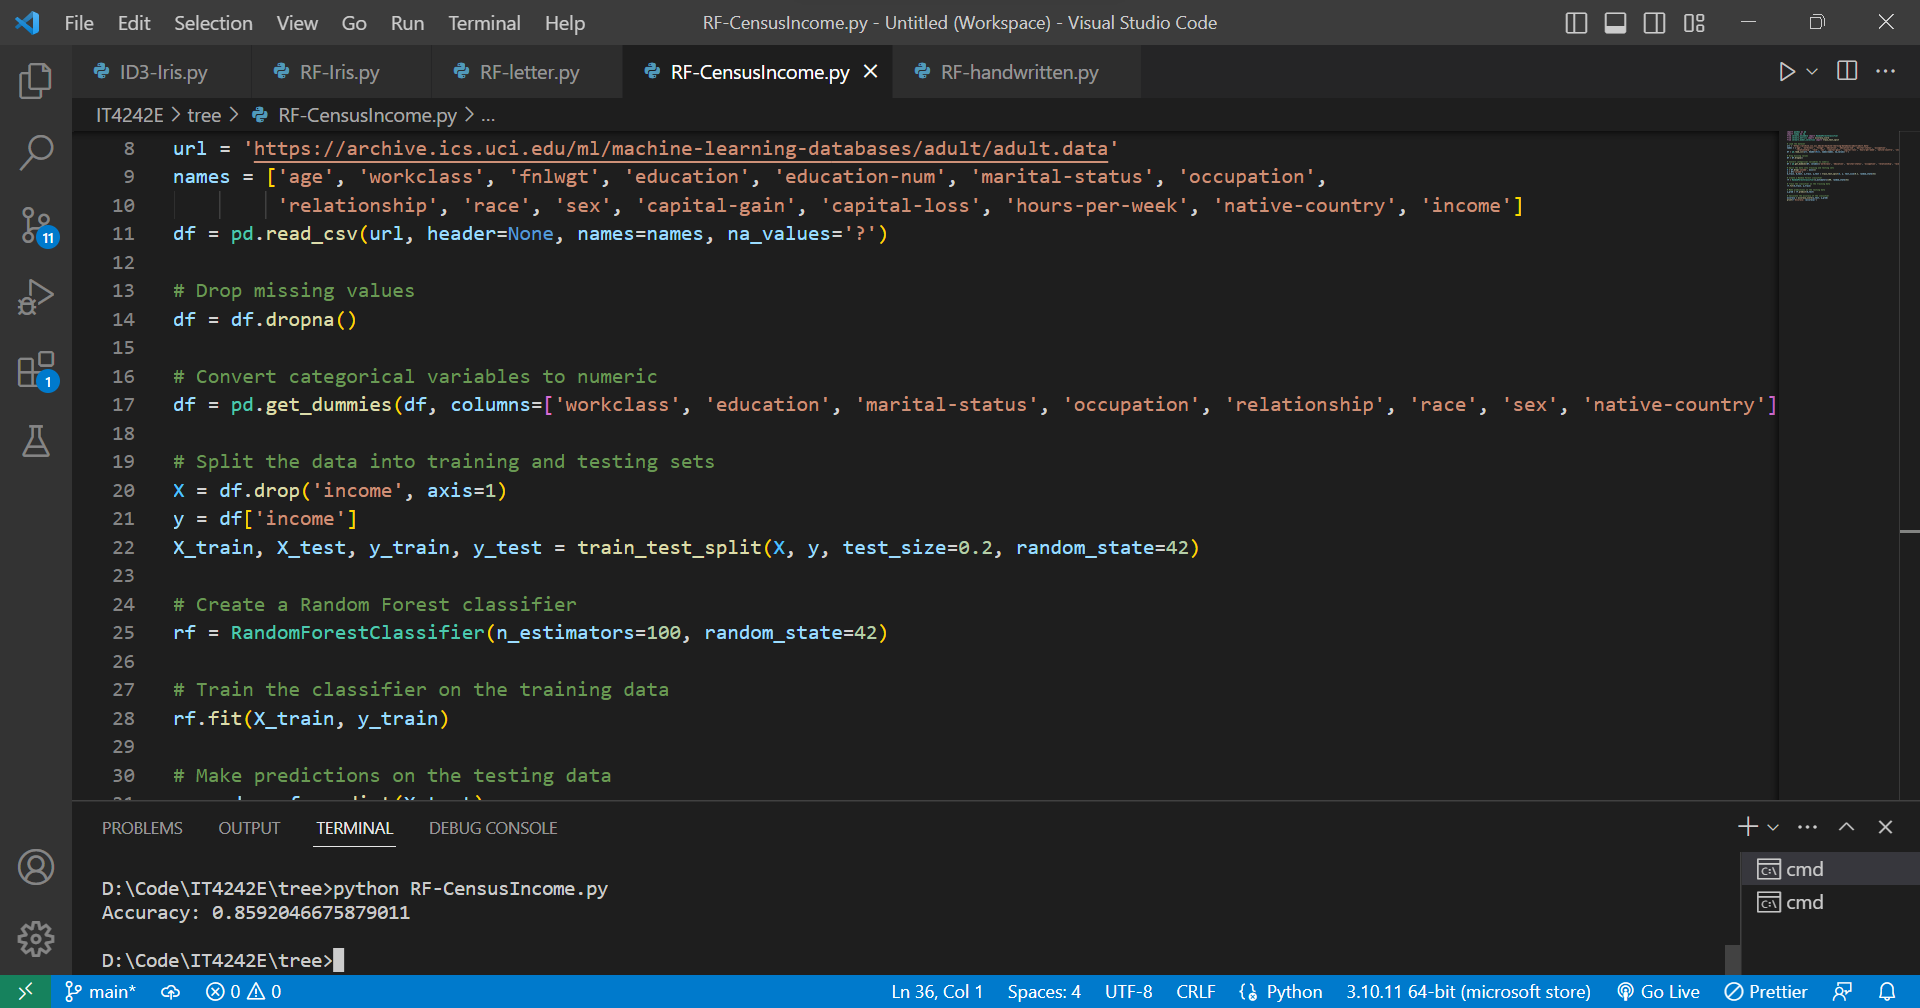 File Edit Selection View Go Run Terminal Help RF-CensusIncome.py - Untitled (Workspace) - Visual Studio Code
ID3-Iris.py RF-Iris.py RF-letter.py RF-CensusIncome.py RF-handwritten.py
IT4242E > tree > RF-CensusIncome.py > ...
8 url = 'https://archive.ics.uci.edu/ml/machine-learning-databases/adult/adult.data'
9 names = ['age', 'workclass', 'fnlwgt', 'education', 'education-num', 'marital-status', 'occupation',
10 'relationship', 'race', 'sex', 'capital-gain', 'capital-loss', 'hours-per-week', 'native-country', 'income']
11 df = pd.read_csv(url, header=None, names=names, na_values='?')
12
13 # Drop missing values
14 df = df.dropna()
15
16 # Convert categorical variables to numeric
17 df = pd.get_dummies(df, columns=['workclass', 'education', 'marital-status', 'occupation', 'relationship', 'race', 'sex', 'native-country']
18
19 # Split the data into training and testing sets
20 X = df.drop('income', axis=1)
21 y = df['income']
22 X_train, X_test, y_train, y_test = train_test_split(X, y, test_size=0.2, random_state=42)
23
24 # Create a Random Forest classifier
25 rf = RandomForestClassifier(n_estimators=100, random_state=42)
26
27 # Train the classifier on the training data
28 rf.fit(X_train, y_train)
29
30 # Make predictions on the testing data
11
1
PROBLEMS OUTPUT TERMINAL DEBUG CONSOLE
cmd
cmd
D:\Code\IT4242E\tree>python RF-CensusIncome.py
Accuracy: 0.8592046675879011
D:\Code\IT4242E\tree>
main* 0 0 Ln 36, Col 1 Spaces: 4 UTF-8 CRLF Python 3.10.11 64-bit (microsoft store) Go Live Prettier